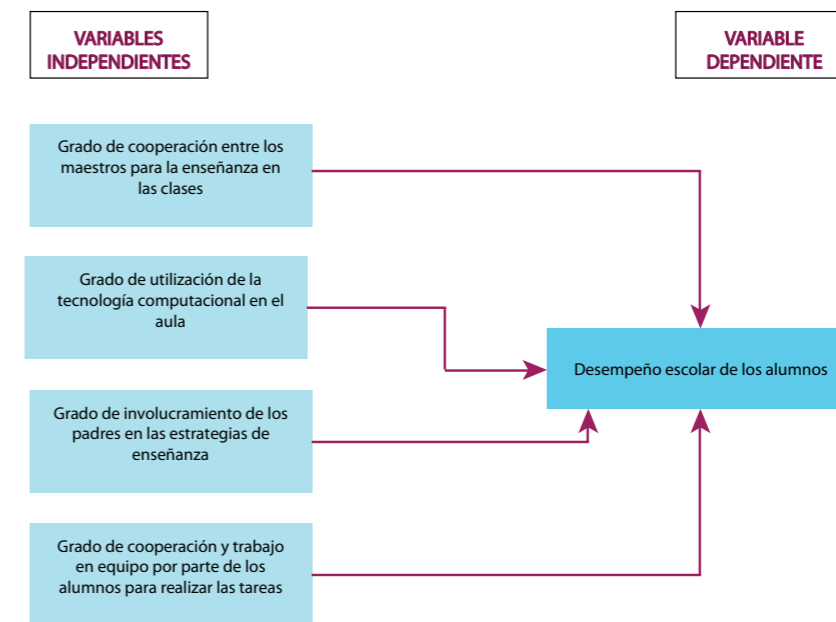 VARIABLES
INDEPENDIENTES
VARIABLE
DEPENDIENTE
Grado de cooperación entre los
maestros para la enseñanza en
las clases
Grado de utilización de la
tecnología computacional en el
aula
Desempeño escolar de los alumnos
Grado de involucramiento de los
padres en las estrategias de
enseñanza
Grado de cooperación y trabajo
en equipo por parte de los
alumnos para realizar las tareas